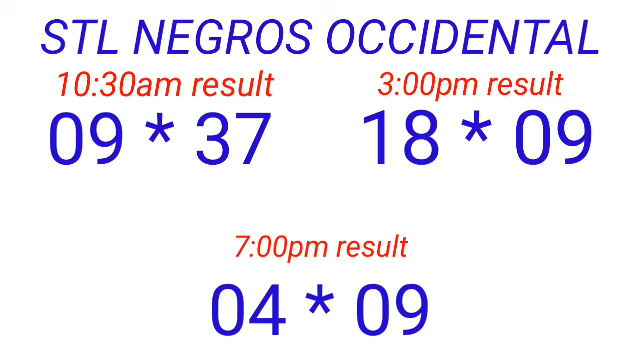 STL NEGROS OCCIDENTAL
10:30am result 3:00pm result
09 * 37 18 * 09
7:00pm result
04 * 09